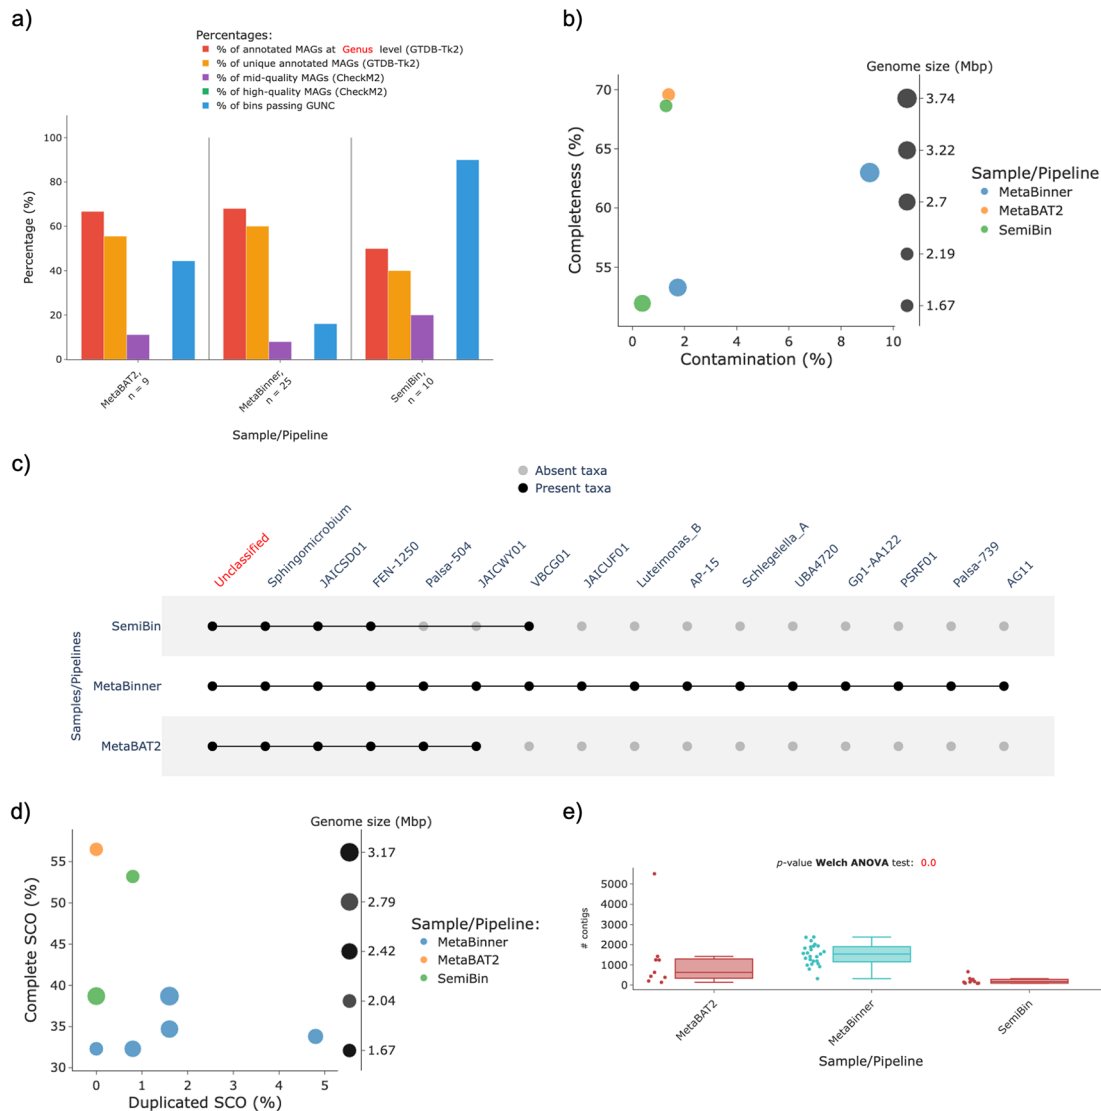 a)
Percentages:
% of annotated MAGs at Genus level (GTDB-Tk2)
% of unique annotated MAGs (GTDB-Tk2)
% of mid-quality MAGs (CheckM2)
% of high-quality MAGs (CheckM2)
% of bins passing GUNC
100
80
60
40
20
0
Percentage (%)
MetaBAT2,
n = 9
MetaBinner,
n = 25
SemiBin,
n = 10
Sample/Pipeline
b)
Genome size (Mbp)
70
65
60
55
Completeness (%)
0
2
4
6
8
10
Contamination (%)
3.74
3.22
2.7
2.19
1.67
Sample/Pipeline
MetaBinner
MetaBAT2
SemiBin
c)
Absent taxa
Present taxa
Unclassified
Sphingomicrobium
JAICSD01
FEN-1250
Palsa-504
JAICWY01
VBCG01
JAICUF01
Luteimonas_B
AP-15
Schlegelella_A
UBA4720
Gp1-AA122
PSRF01
Palsa-739
AG11
Samples/Pipelines
SemiBin
MetaBinner
MetaBAT2
d)
Genome size (Mbp)
55
50
45
40
35
30
Complete SCO (%)
0
1
2
3
4
5
Duplicated SCO (%)
3.17
2.79
2.42
2.04
1.67
Sample/Pipeline:
MetaBinner
MetaBAT2
SemiBin
e)
p-value Welch ANOVA test: 0.0
5000
4000
3000
2000
1000
0
# contigs
MetaBAT2
MetaBinner
SemiBin
Sample/Pipeline